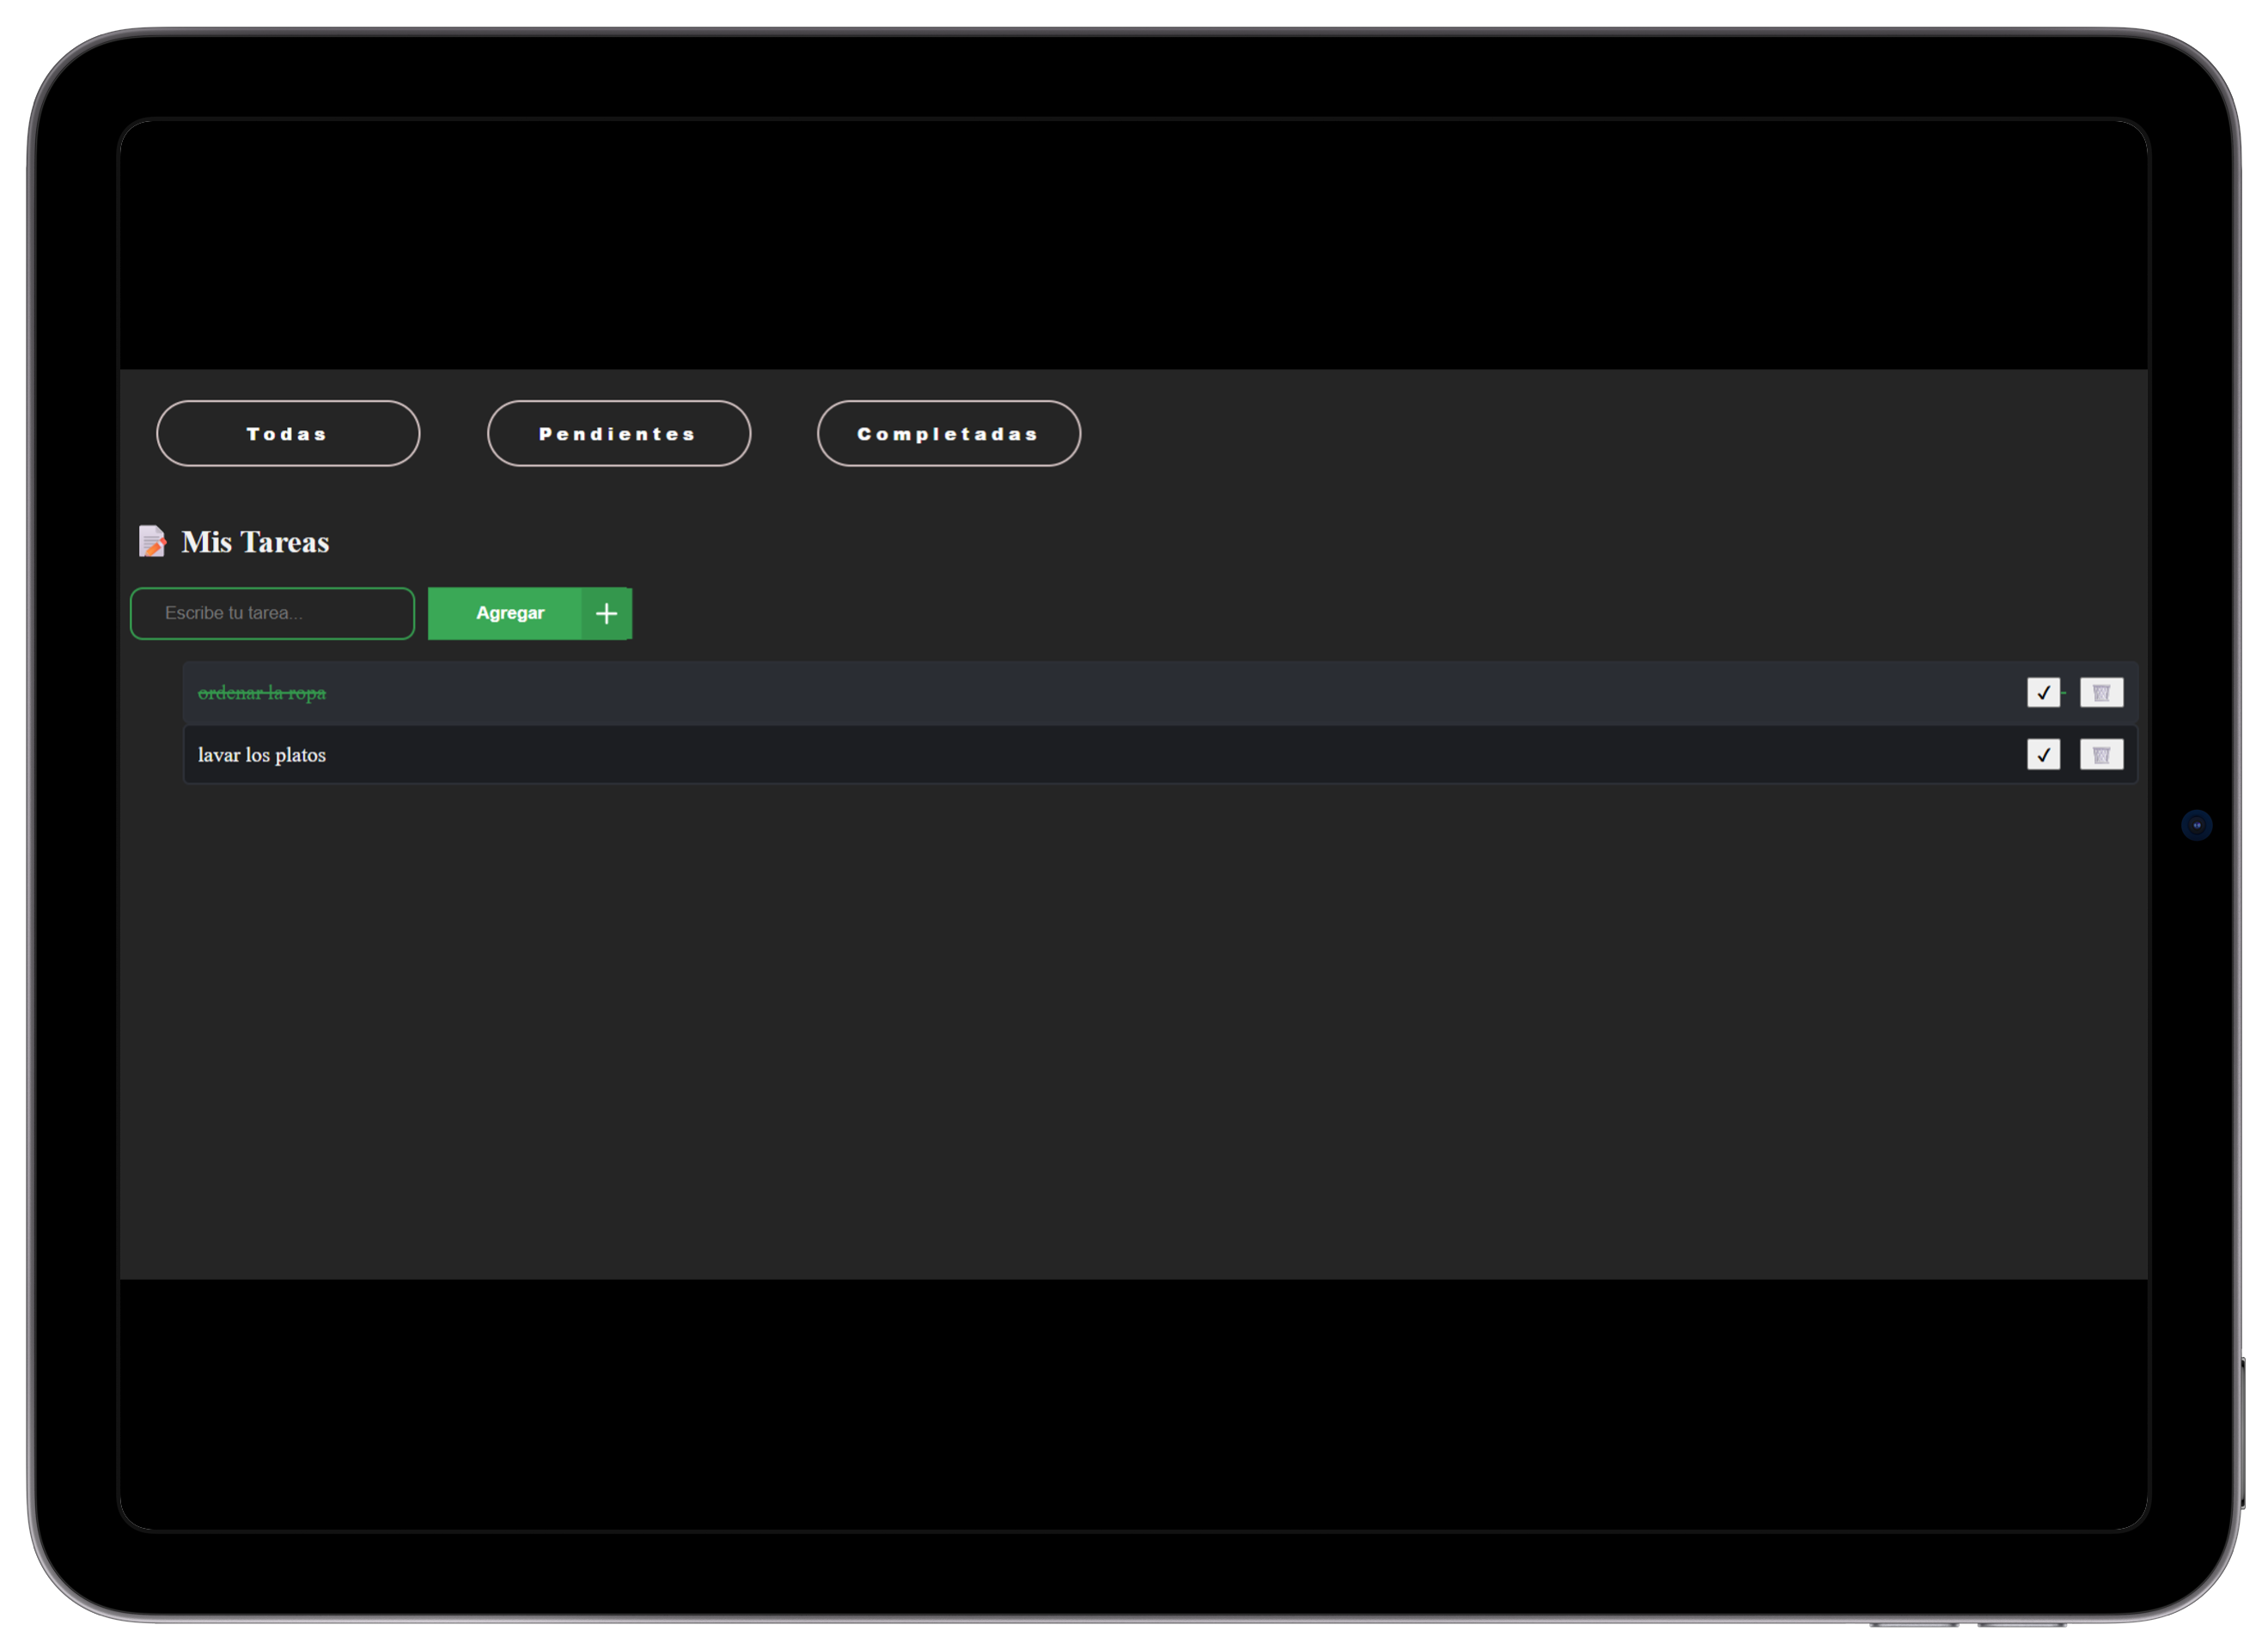 Todas Pendientes Completadas
📝 Mis Tareas
Escribe tu tarea... Agregar +
ordenar la ropa ✓ 🗑
lavar los platos ✓ 🗑